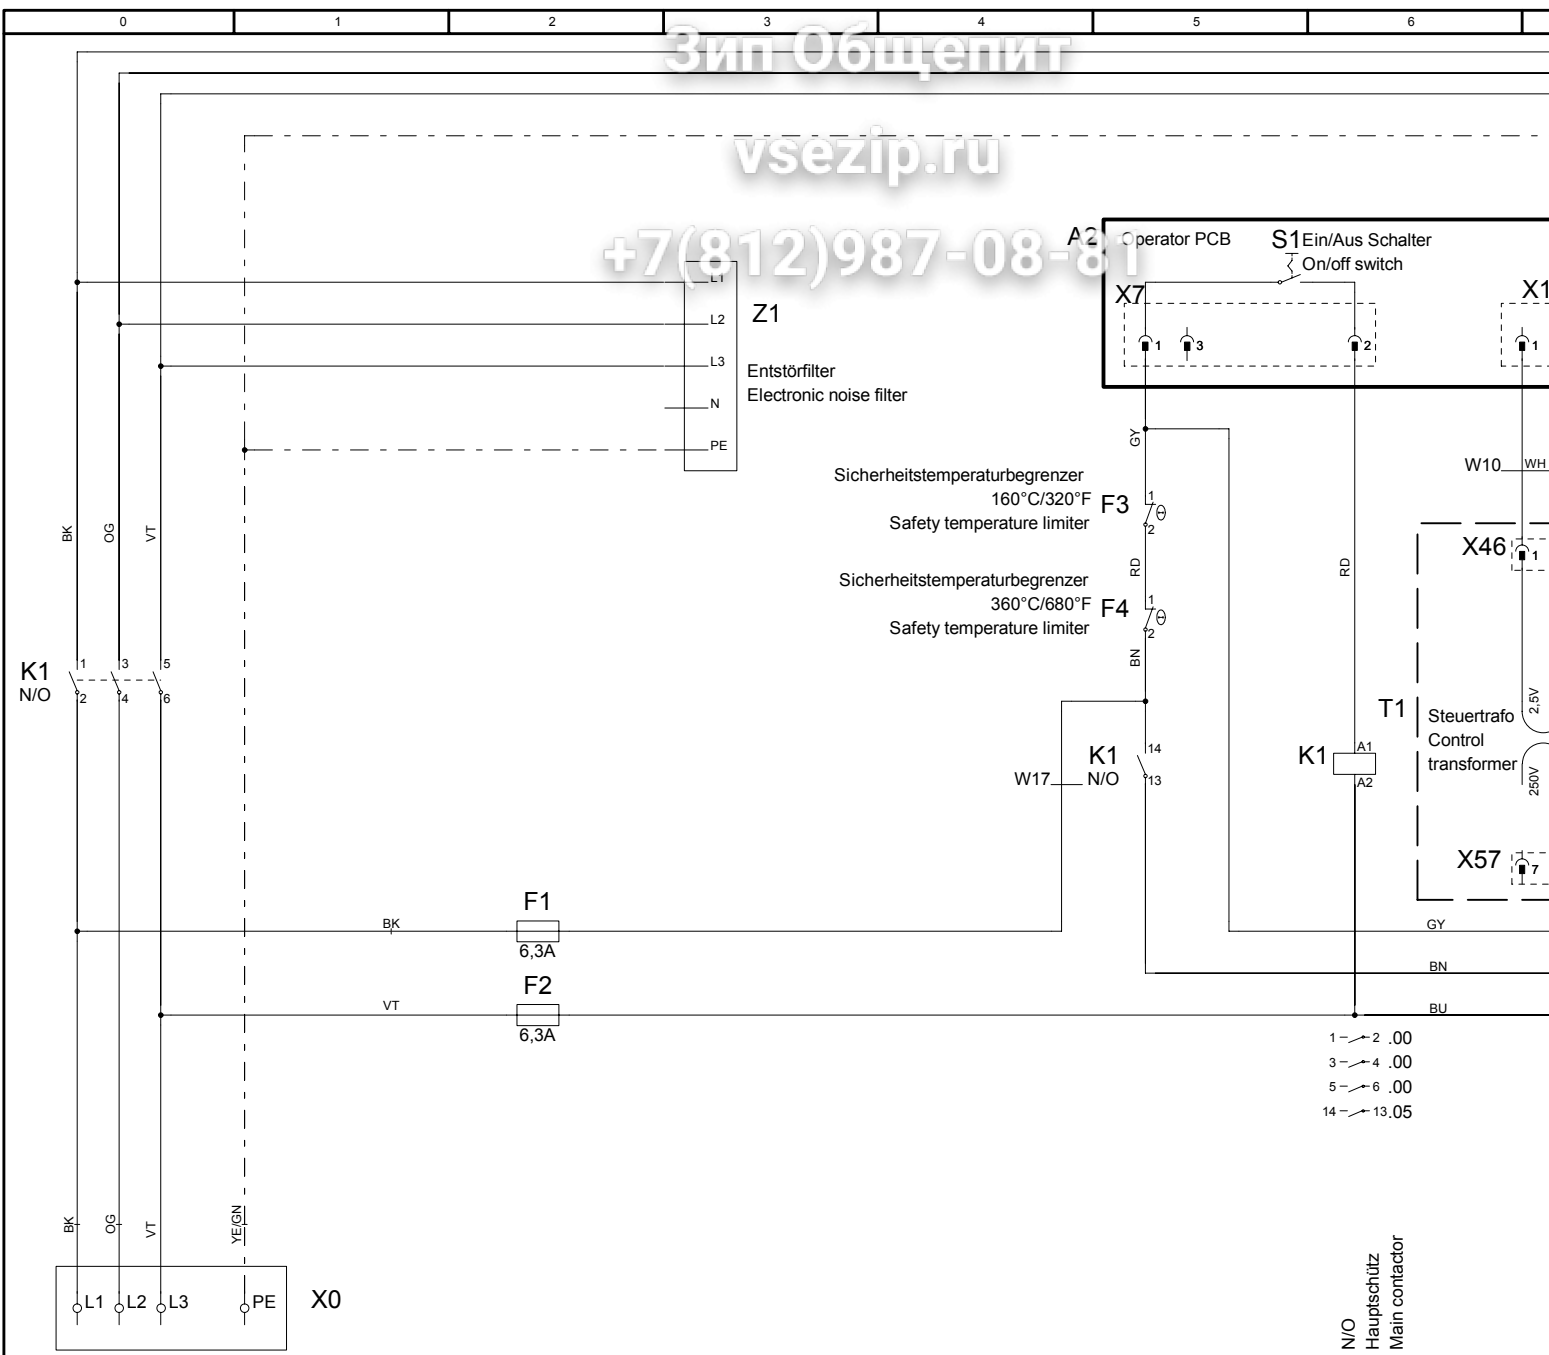 0 1 2 3 4 5 6
Зип Общепит
vsezip.ru
+7(812)987-08-81
A2 Operator PCB S1 Ein/Aus Schalter
On/off switch
X7 X1
1 3 2 1
L1
L2 Z1
L3
Entstörfilter
Electronic noise filter
N
PE
GY
W10 WH
Sicherheitstemperaturbegrenzer
160°C/320°F F3 1
Safety temperature limiter 2
BK OG VT
RD RD
X46 1
Sicherheitstemperaturbegrenzer
360°C/680°F F4 1
Safety temperature limiter 2
BN
K1 1 3 5
N/O 2 4 6
T1 Steuertrafo 2,5V
Control
transformer 250V
K1 14
W17 N/O 13
K1 A1
A2
X57 7
F1
BK
6,3A
GY
F2
BN
VT
6,3A
BU
1 2 .00
3 4 .00
5 6 .00
14 13 .05
BK OG VT YE/GN
L1 L2 L3 PE X0
N/O
Hauptschütz
Main contactor